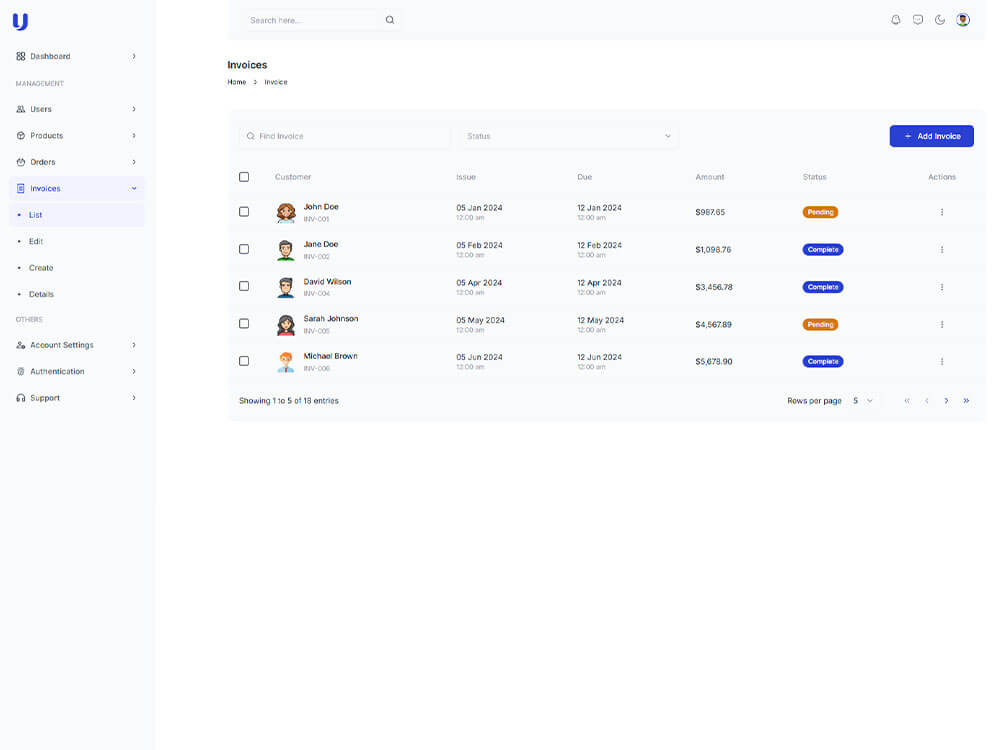 Search here...
Dashboard
MANAGEMENT
Users
Products
Orders
Invoices
List
Edit
Create
Details
OTHERS
Account Settings
Authentication
Support
Invoices
Home > Invoice
Find Invoice
Status
+ Add Invoice
Customer Issue Due Amount Status Actions
John Doe 05 Jan 2024 12 Jan 2024 $987.65 Pending
INV-001 12:00 am 12:00 am
Jane Doe 05 Feb 2024 12 Feb 2024 $1,098.76 Complete
INV-002 12:00 am 12:00 am
David Wilson 05 Apr 2024 12 Apr 2024 $3,456.78 Complete
INV-004 12:00 am 12:00 am
Sarah Johnson 05 May 2024 12 May 2024 $4,567.89 Pending
INV-005 12:00 am 12:00 am
Michael Brown 05 Jun 2024 12 Jun 2024 $5,678.90 Complete
INV-006 12:00 am 12:00 am
Showing 1 to 5 of 18 entries Rows per page 5